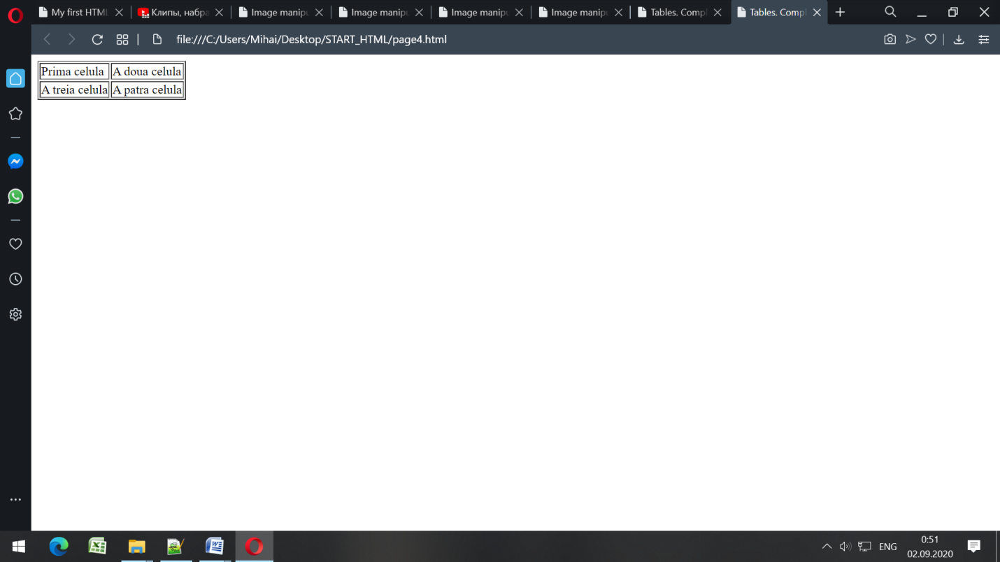 My first HTML
Клипы, набра
Image manipu
Image manipu
Image manipu
Image manipu
Tables. Compl
Tables. Compl
file:///C:/Users/Mihai/Desktop/START_HTML/page4.html
Prima celula A doua celula
A treia celula A patra celula
ENG
0:51
02.09.2020